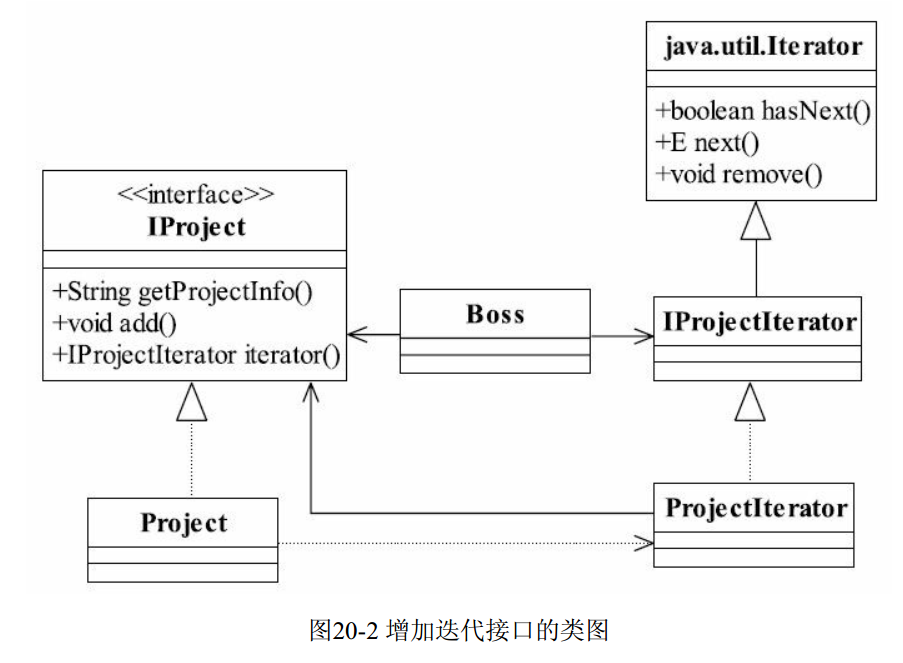 java.util.Iterator
+boolean hasNext()
+E next()
+void remove()
<<interface>>
IProject
+String getProjectInfo()
+void add()
+IProjectIterator iterator()
Boss
IProjectIterator
Project
ProjectIterator
图20-2 增加迭代接口的类图